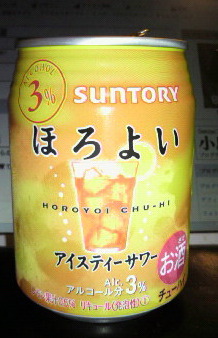 Alcohol
3%
SUNTORY
ほろよい
HOROYOI CHU-HI
アイスティーサワー
お酒
Alc.
アルコール分3%
リキュール(発泡性)①
チューハイ